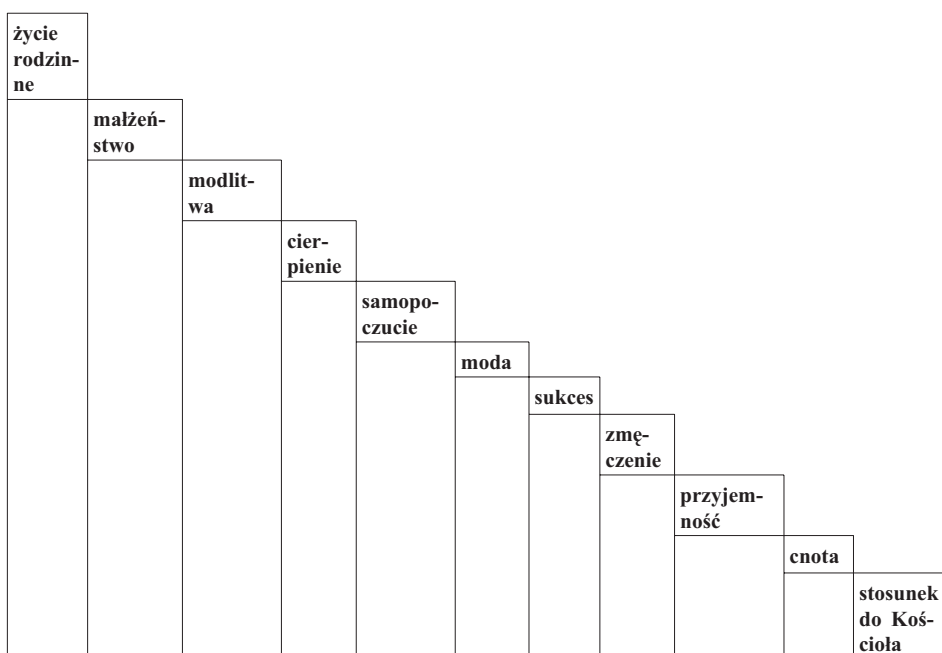 życie
rodzin-
ne
małżeń-
stwo
modlit-
wa
cier-
pienie
samopo-
czucie
moda
sukces
zmę-
czenie
przyjem-
ność
cnota
stosunek
do Koś-
cioła